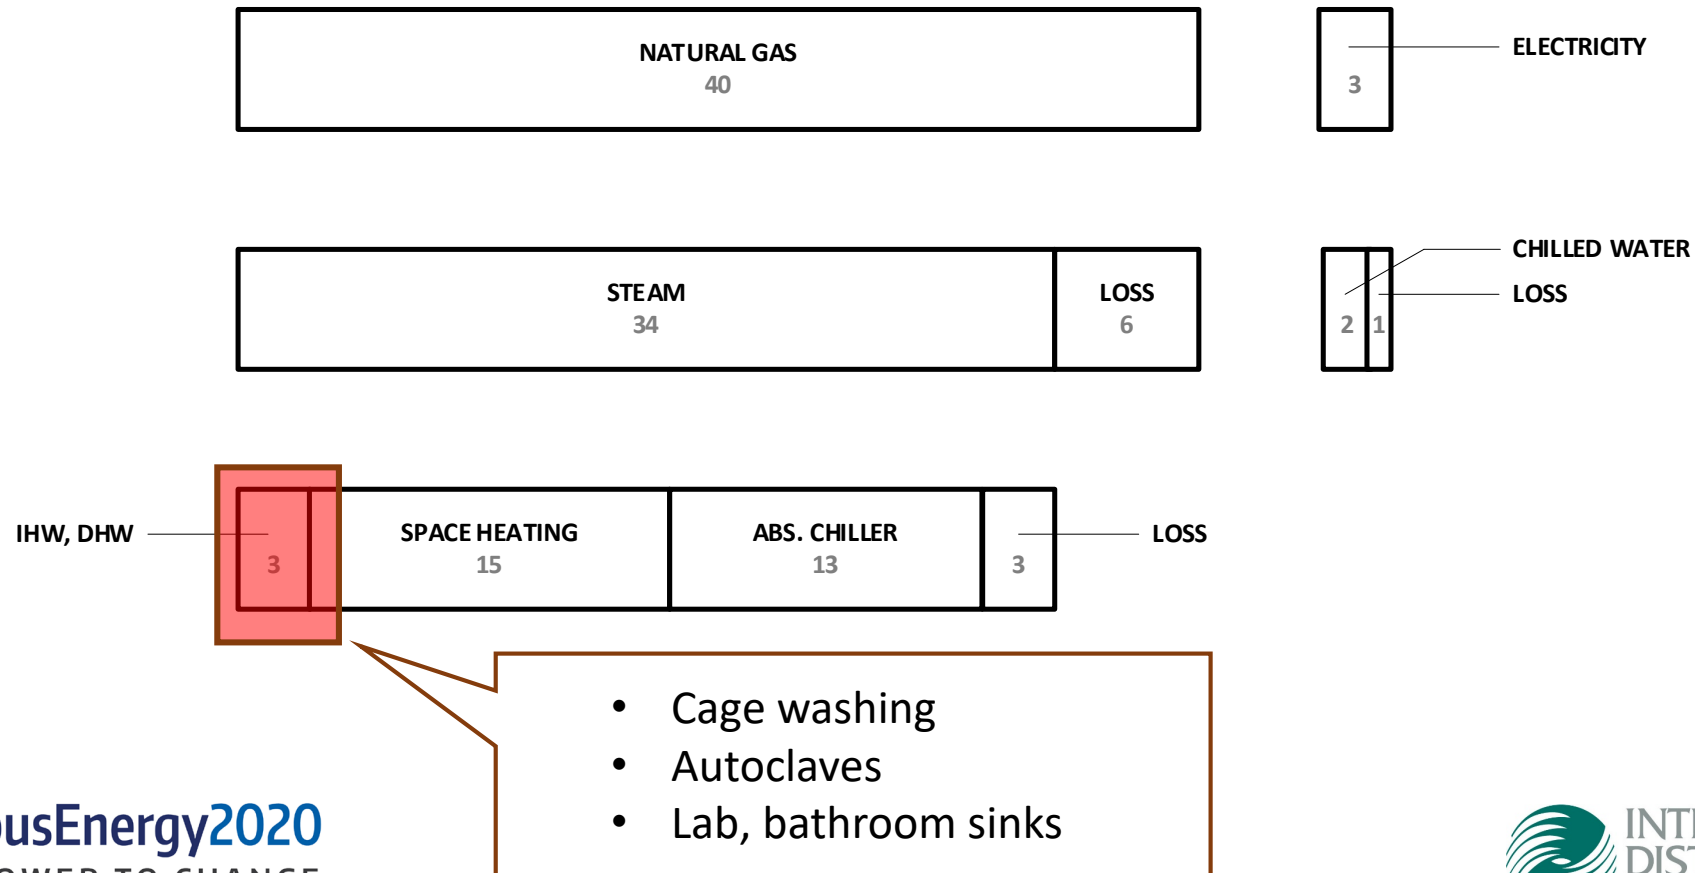 NATURAL GAS
40
3
ELECTRICITY
STEAM
34
LOSS
6
2
1
CHILLED WATER
LOSS
IHW, DHW
3
SPACE HEATING
15
ABS. CHILLER
13
3
LOSS
• Cage washing
• Autoclaves
• Lab, bathroom sinks
usEnergy2020